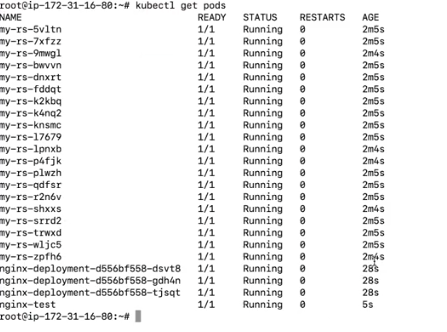 root@ip-172-31-16-80:~# kubectl get pods
NAME READY STATUS RESTARTS AGE
my-rs-5vltn 1/1 Running 0 2m5s
my-rs-7xfzz 1/1 Running 0 2m5s
my-rs-9mwgl 1/1 Running 0 2m4s
my-rs-bwvvn 1/1 Running 0 2m5s
my-rs-dnxrt 1/1 Running 0 2m5s
my-rs-fddqt 1/1 Running 0 2m5s
my-rs-k2kbq 1/1 Running 0 2m5s
my-rs-k4nq2 1/1 Running 0 2m5s
my-rs-knsmc 1/1 Running 0 2m5s
my-rs-l7679 1/1 Running 0 2m5s
my-rs-lpnxb 1/1 Running 0 2m4s
my-rs-p4fjk 1/1 Running 0 2m4s
my-rs-plwzh 1/1 Running 0 2m5s
my-rs-qdfsr 1/1 Running 0 2m5s
my-rs-r2n6v 1/1 Running 0 2m5s
my-rs-shxxs 1/1 Running 0 2m4s
my-rs-srrd2 1/1 Running 0 2m5s
my-rs-trwxd 1/1 Running 0 2m5s
my-rs-wljc5 1/1 Running 0 2m5s
my-rs-zpfh6 1/1 Running 0 2m4s
nginx-deployment-d556bf558-dsvt8 1/1 Running 0 28s
nginx-deployment-d556bf558-gdh4n 1/1 Running 0 28s
nginx-deployment-d556bf558-tjsqt 1/1 Running 0 28s
nginx-test 1/1 Running 0 5s
root@ip-172-31-16-80:~#